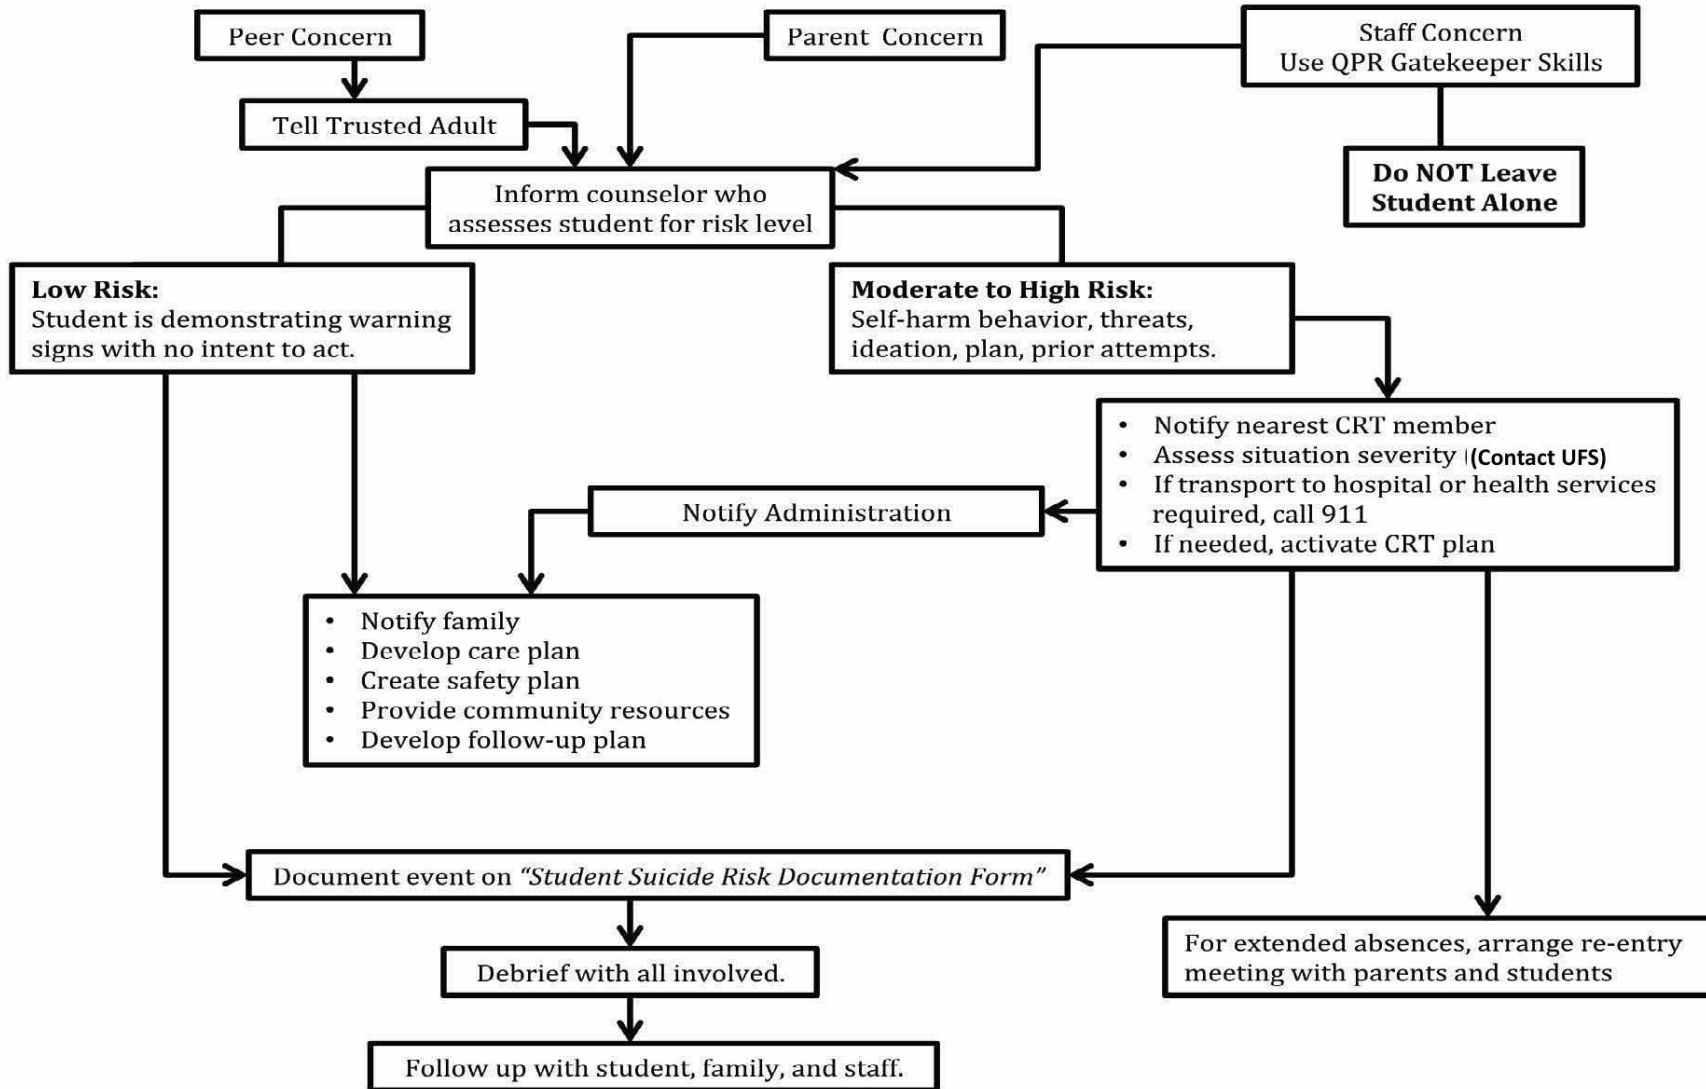 Peer Concern
Parent Concern
Staff Concern
Use QPR Gatekeeper Skills
Tell Trusted Adult
Do NOT Leave
Student Alone
Inform counselor who
assesses student for risk level
Low Risk:
Student is demonstrating warning
signs with no intent to act.
Moderate to High Risk:
Self-harm behavior, threats,
ideation, plan, prior attempts.
• Notify nearest CRT member
• Assess situation severity (Contact UFS)
• If transport to hospital or health services
required, call 911
• If needed, activate CRT plan
Notify Administration
• Notify family
• Develop care plan
• Create safety plan
• Provide community resources
• Develop follow-up plan
Document event on “Student Suicide Risk Documentation Form”
Debrief with all involved.
For extended absences, arrange re-entry
meeting with parents and students
Follow up with student, family, and staff.